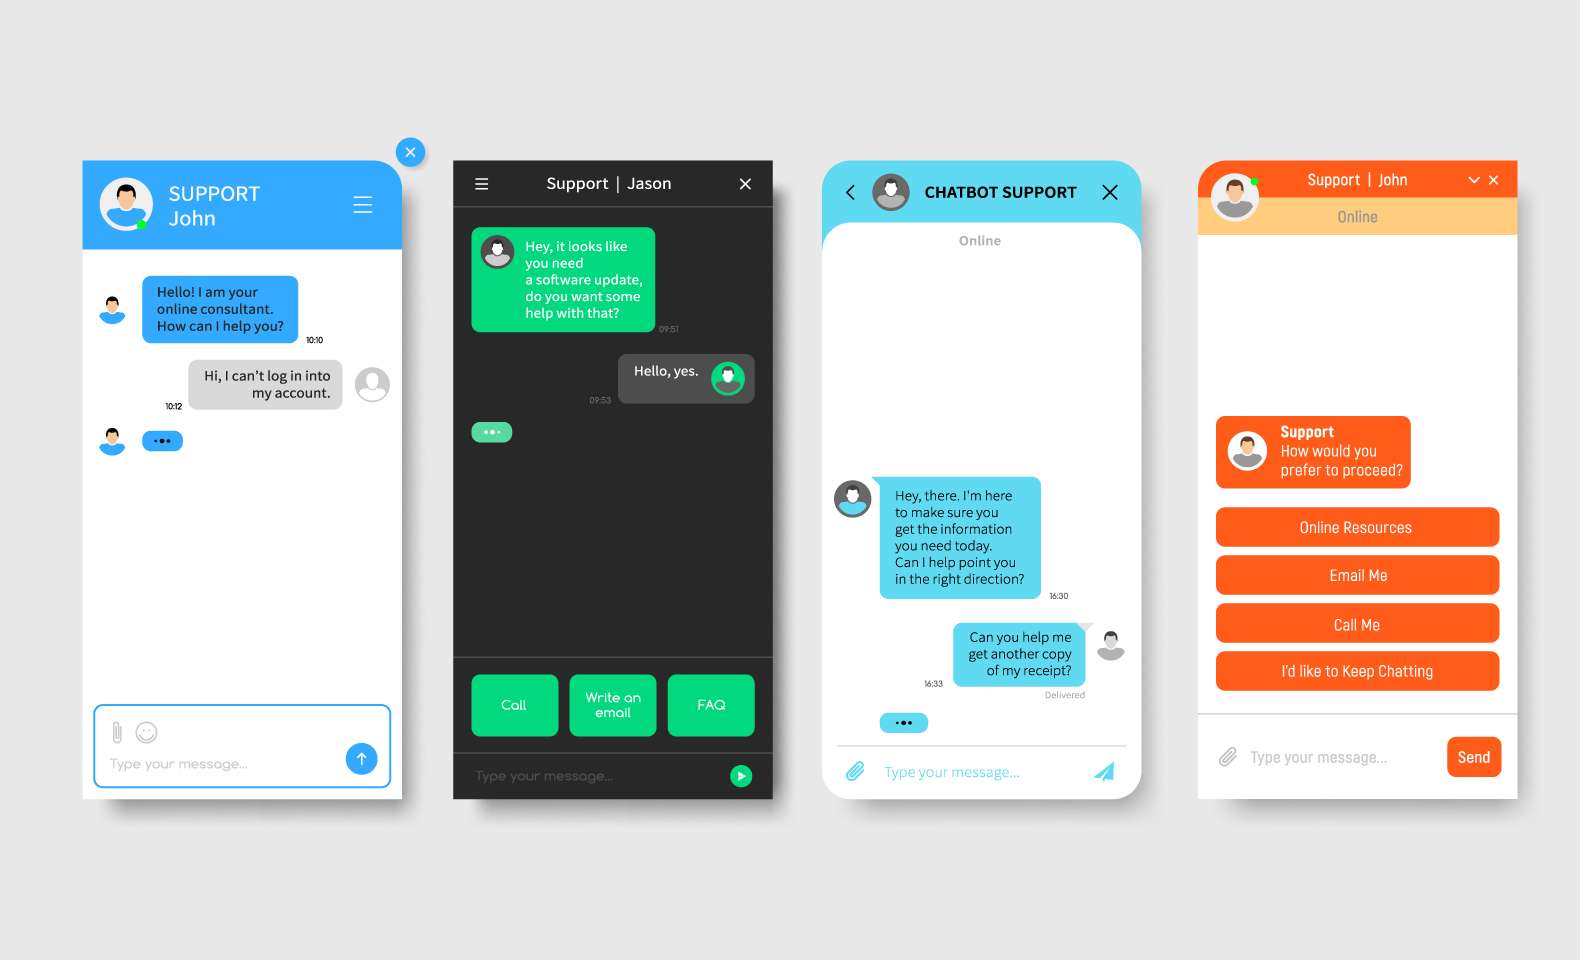 SUPPORT
John
Hello! I am your
online consultant.
How can I help you?
10:10
Hi, I can't log in into
my account.
10:12
Type your message...
Support | Jason
Hey, it looks like
you need
a software update,
do you want some
help with that?
09:51
Hello, yes.
09:53
Call
Write an
email
FAQ
Type your message...
CHATBOT SUPPORT
Online
Hey, there. I'm here
to make sure you
get the information
you need today.
Can I help point you
in the right direction?
16:30
Can you help me
get another copy
of my receipt?
16:33
Delivered
Type your message...
Support | John
Online
Support
How would you
prefer to proceed?
Online Resources
Email Me
Call Me
I'd like to Keep Chatting
Type your message...
Send